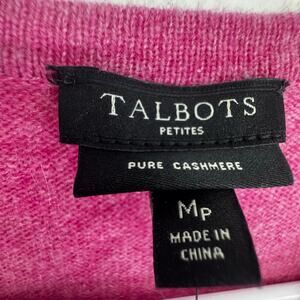 TALBOTS
PETITES
PURE CASHMERE
MP
MADE IN
CHINA